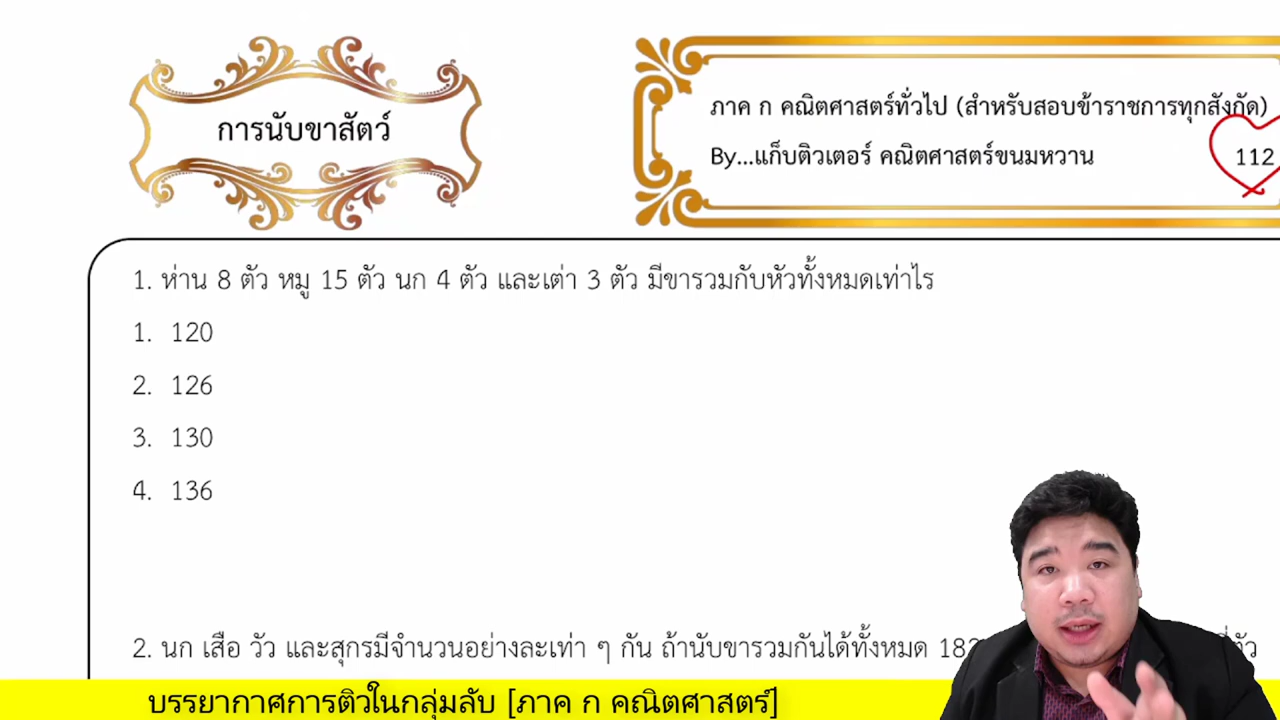 การนับขาสัตว์
ภาค ก คณิตศาสตร์ทั่วไป (สำหรับสอบข้าราชการทุกสังกัด)
By...แก็บติวเตอร์ คณิตศาสตร์ขนมหวาน
112
1. ห่าน 8 ตัว หมู 15 ตัว นก 4 ตัว และเต่า 3 ตัว มีขารวมกับหัวทั้งหมดเท่าไร
1. 120
2. 126
3. 130
4. 136
2. นก เสือ วัว และสุกรมีจำนวนอย่างละเท่า ๆ กัน ถ้านับขารวมกันได้ทั้งหมด
บรรยากาศการติวในกลุ่มลับ [ภาค ก คณิตศาสตร์]